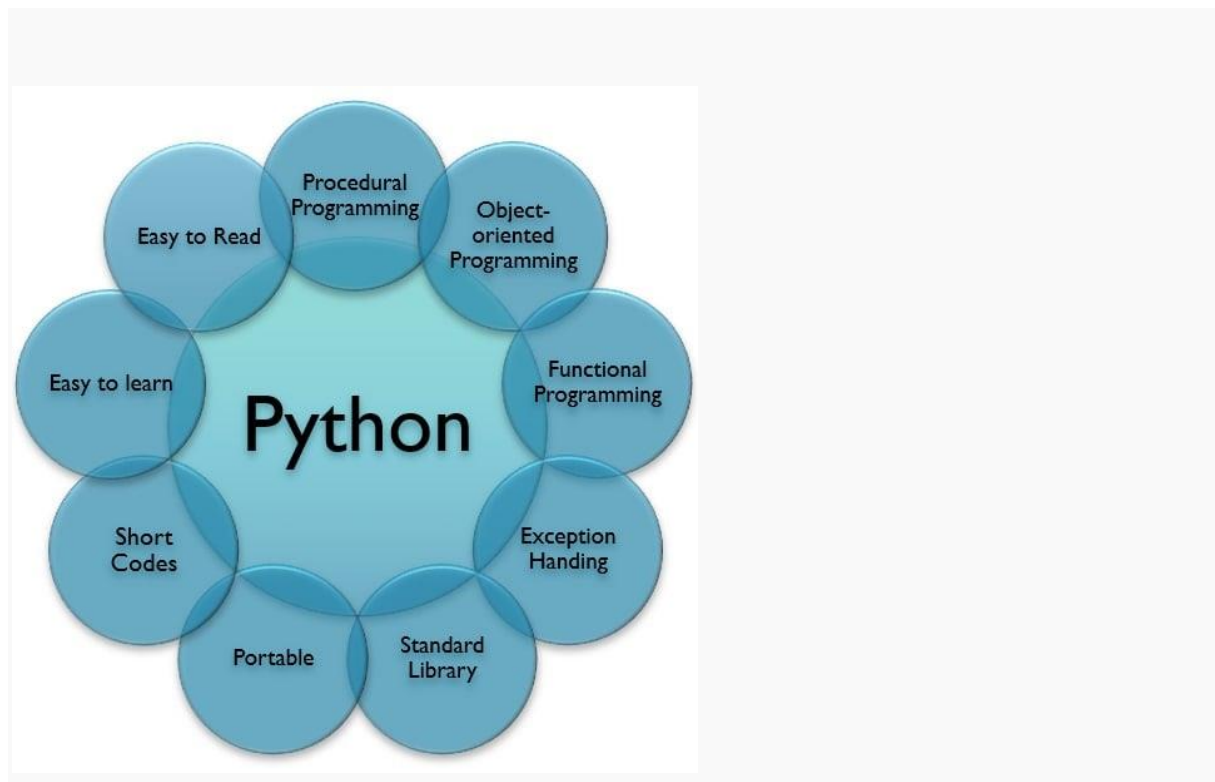 Procedural
Programming
Object-
oriented
Programming
Easy to Read
Functional
Programming
Easy to learn
Python
Exception
Handing
Short
Codes
Standard
Library
Portable